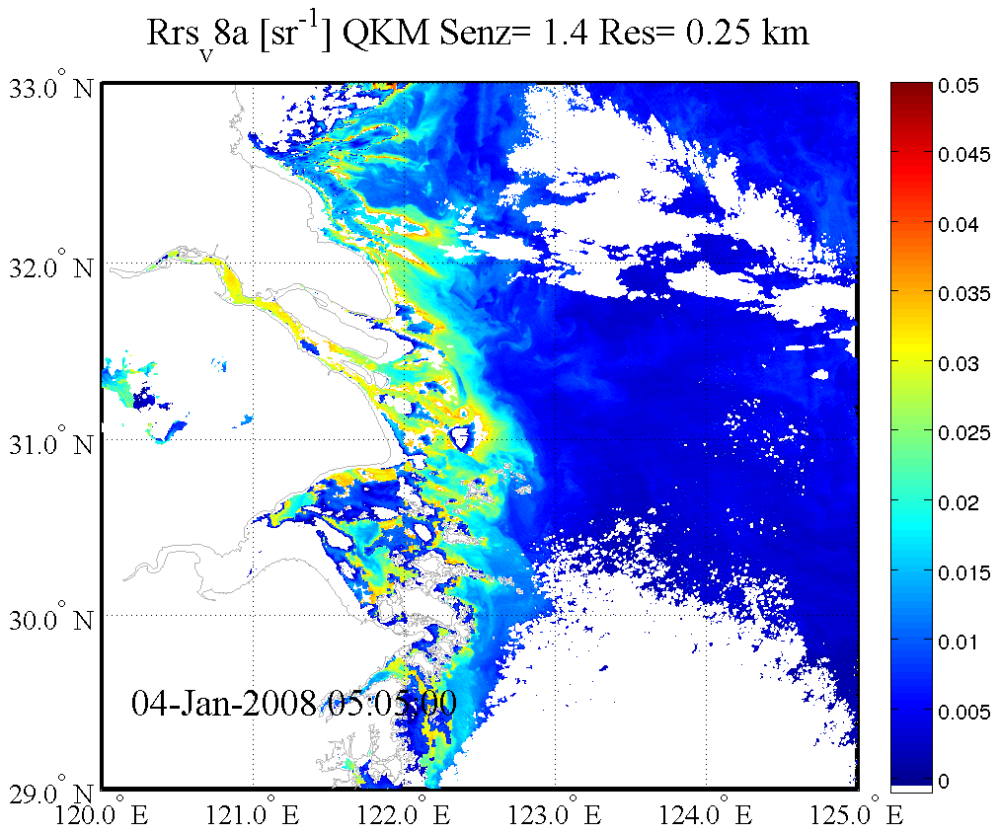 Rrsᵥ8a [sr⁻¹] QKM Senz= 1.4 Res= 0.25 km
33.0° N
32.0° N
31.0° N
30.0° N
29.0° N
04-Jan-2008 05:05:00
120.0° E 121.0° E 122.0° E 123.0° E 124.0° E 125.0° E
0.05
0.045
0.04
0.035
0.03
0.025
0.02
0.015
0.01
0.005
0